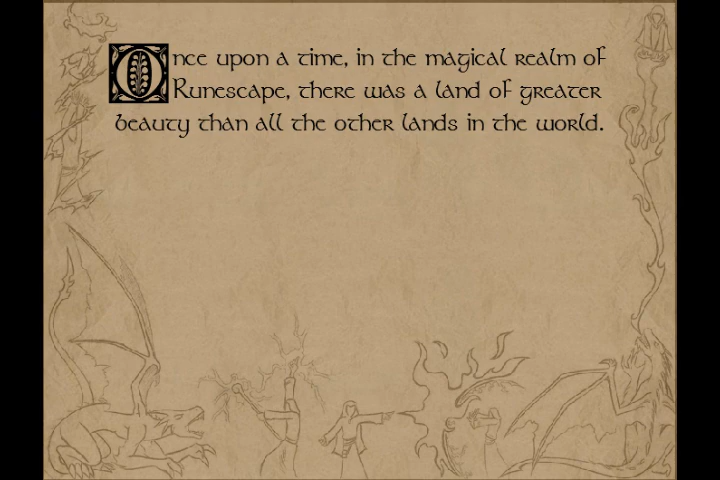 Once upon a time, in the magical realm of
Runescape, there was a land of greater
beauty than all the other lands in the world.